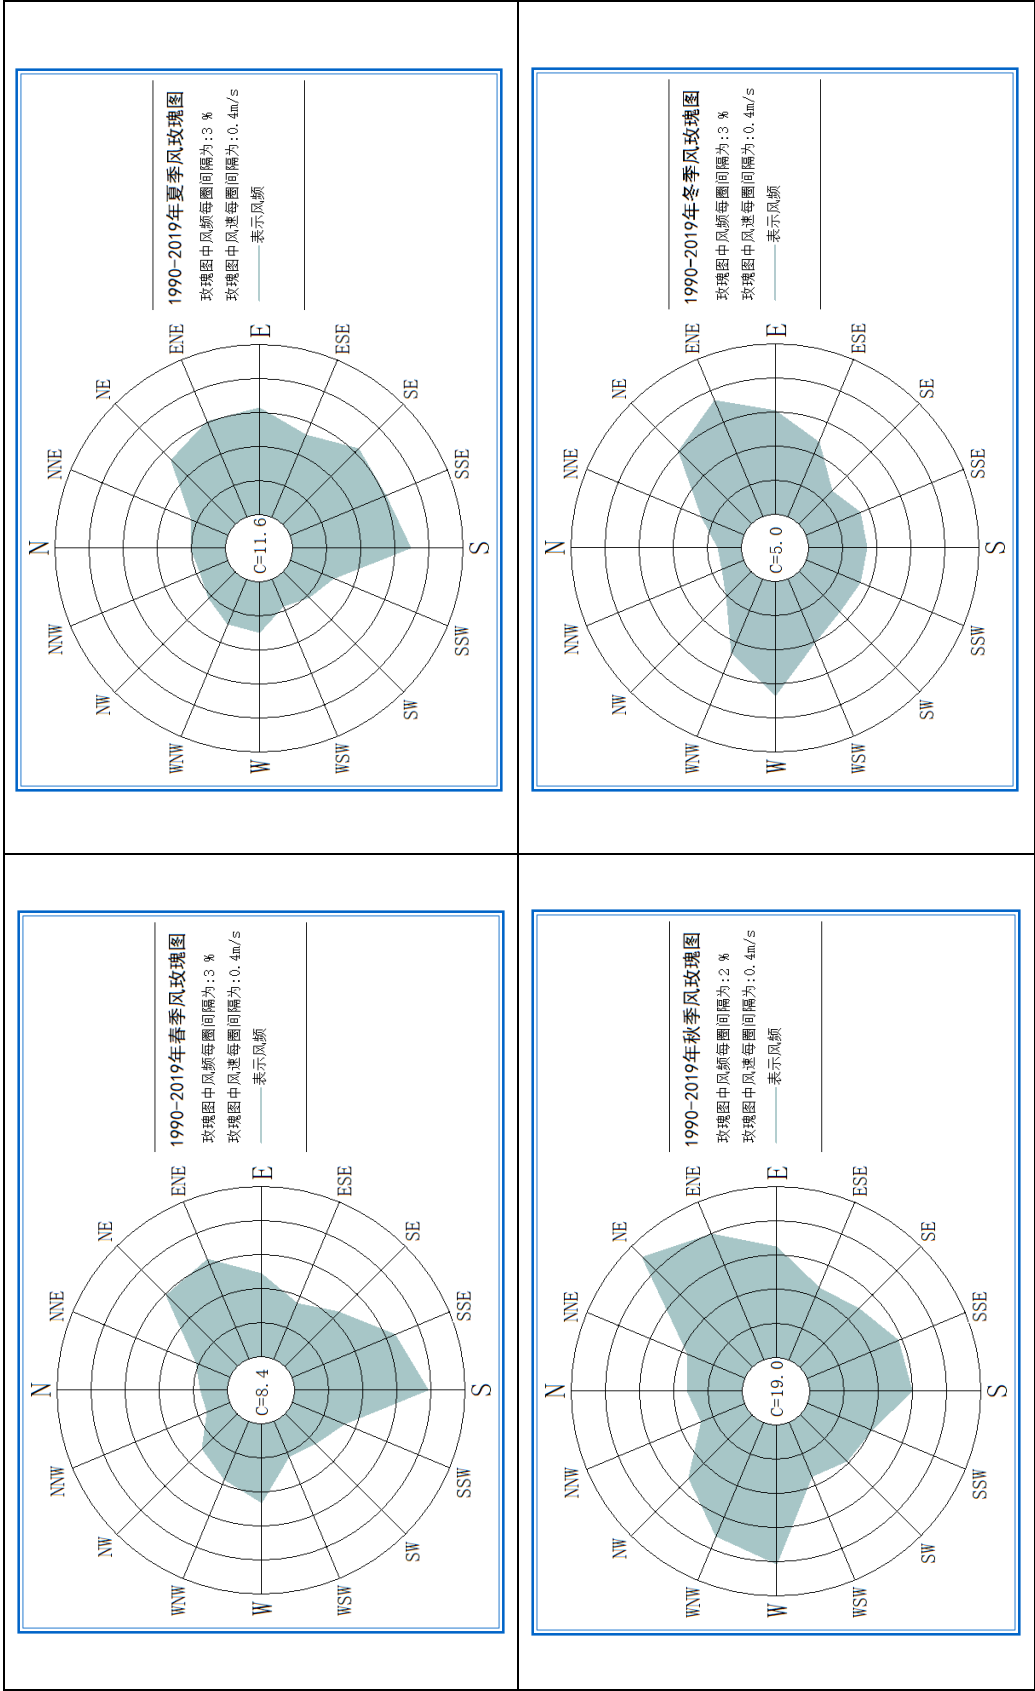 1990-2019年夏季风玫瑰图
玫瑰图中风频每圈间隔为:3 %
玫瑰图中风速每圈间隔为:0.4m/s
表示风频
N
NNE
NE
ENE
E
ESE
SE
SSE
S
SSW
SW
WSW
W
WNW
NW
NNW
C=11.6
1990-2019年冬季风玫瑰图
玫瑰图中风频每圈间隔为:3 %
玫瑰图中风速每圈间隔为:0.4m/s
表示风频
N
NNE
NE
ENE
E
ESE
SE
SSE
S
SSW
SW
WSW
W
WNW
NW
NNW
C=5.0
1990-2019年春季风玫瑰图
玫瑰图中风频每圈间隔为:3 %
玫瑰图中风速每圈间隔为:0.4m/s
表示风频
N
NNE
NE
ENE
E
ESE
SE
SSE
S
SSW
SW
WSW
W
WNW
NW
NNW
C=8.4
1990-2019年秋季风玫瑰图
玫瑰图中风频每圈间隔为:2 %
玫瑰图中风速每圈间隔为:0.4m/s
表示风频
N
NNE
NE
ENE
E
ESE
SE
SSE
S
SSW
SW
WSW
W
WNW
NW
NNW
C=19.0